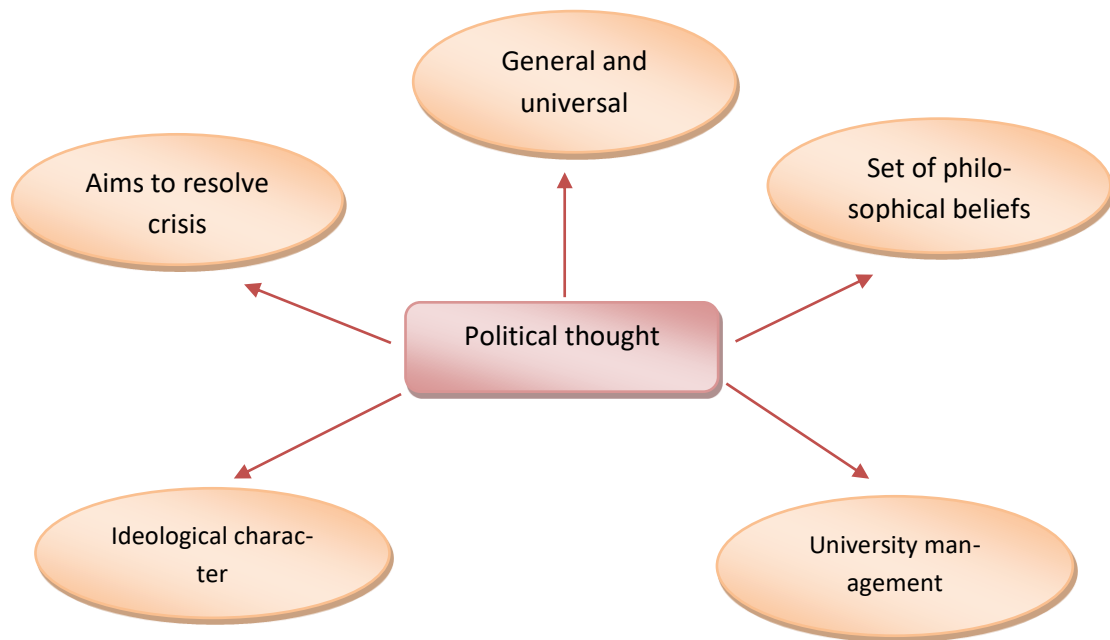 General and
universal
Aims to resolve
crisis
Set of philo-
sophical beliefs
Political thought
Ideological charac-
ter
University man-
agement